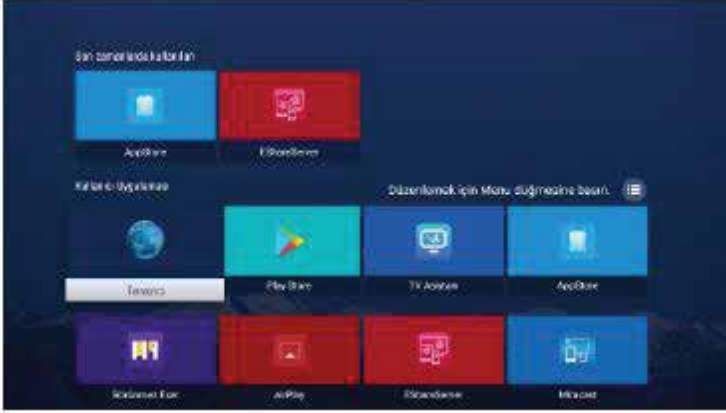 Son zamanlarda kullanılan
AppStore
EShareServer
Kullanıcı Uygulaması
Düzenlemek için Menu düğmesine basın.
Tarayıcı
Play Store
TV Asistanı
AppStore
AirPlay
EShareServer
Miracast